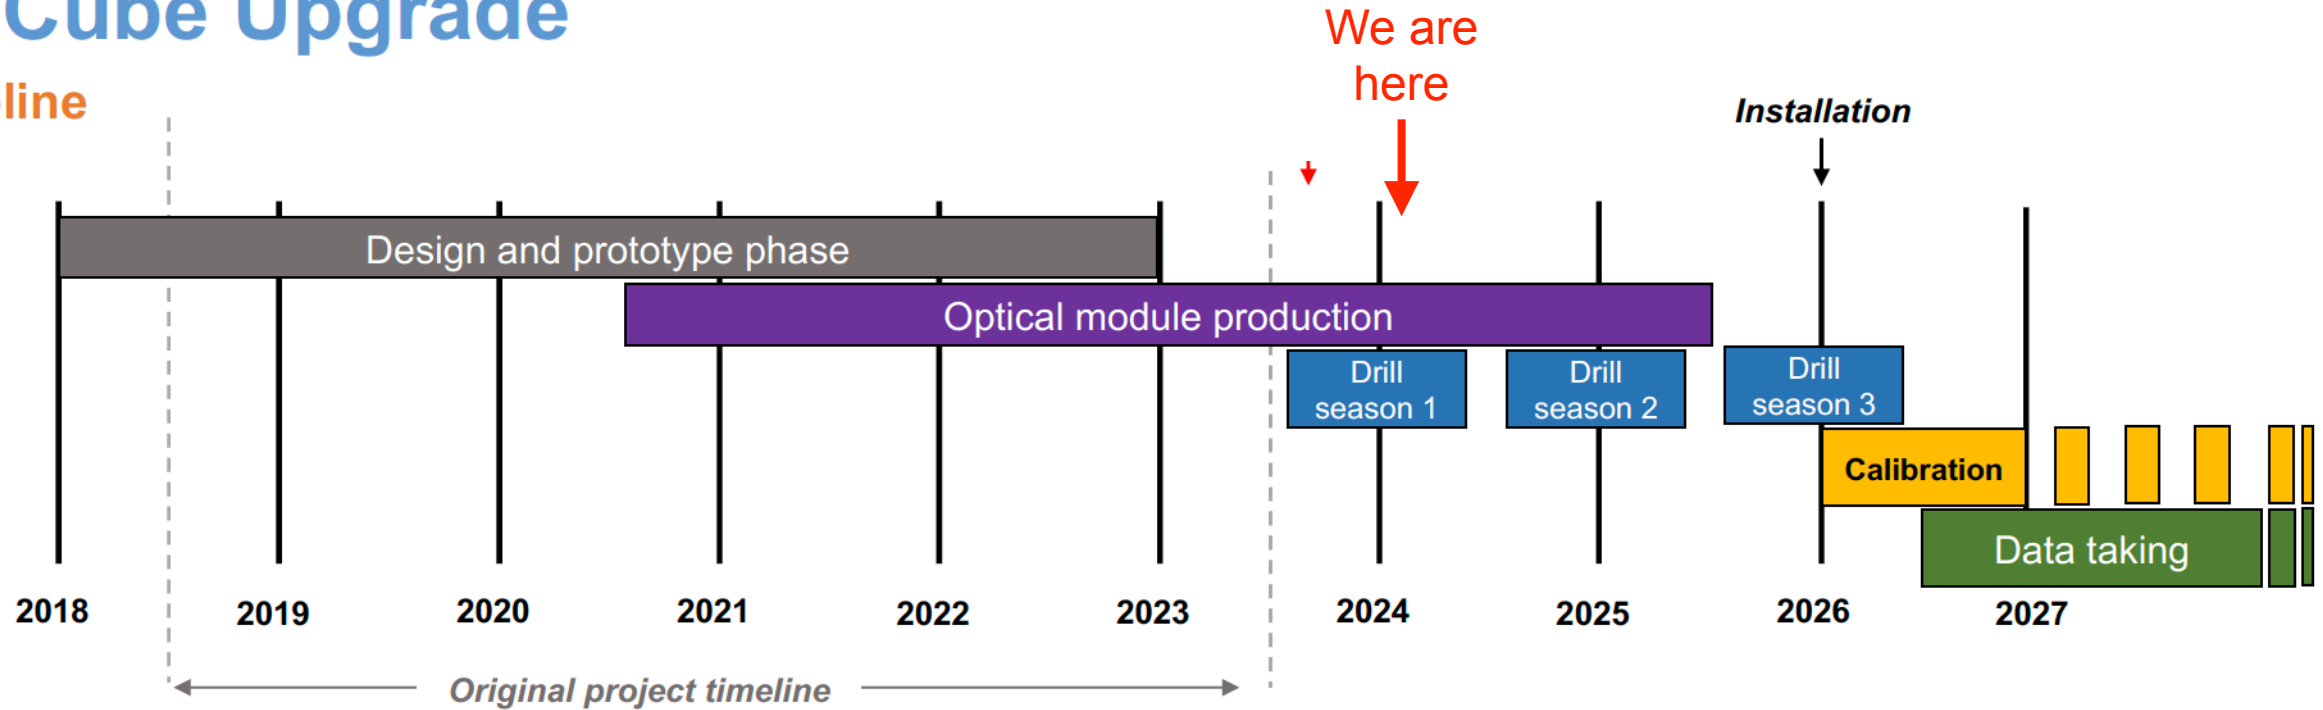 Cube Upgrade
line
We are
here
Installation
Design and prototype phase
Optical module production
Drill
season 1
Drill
season 2
Drill
season 3
Calibration
Data taking
2018 2019 2020 2021 2022 2023 2024 2025 2026 2027
Original project timeline